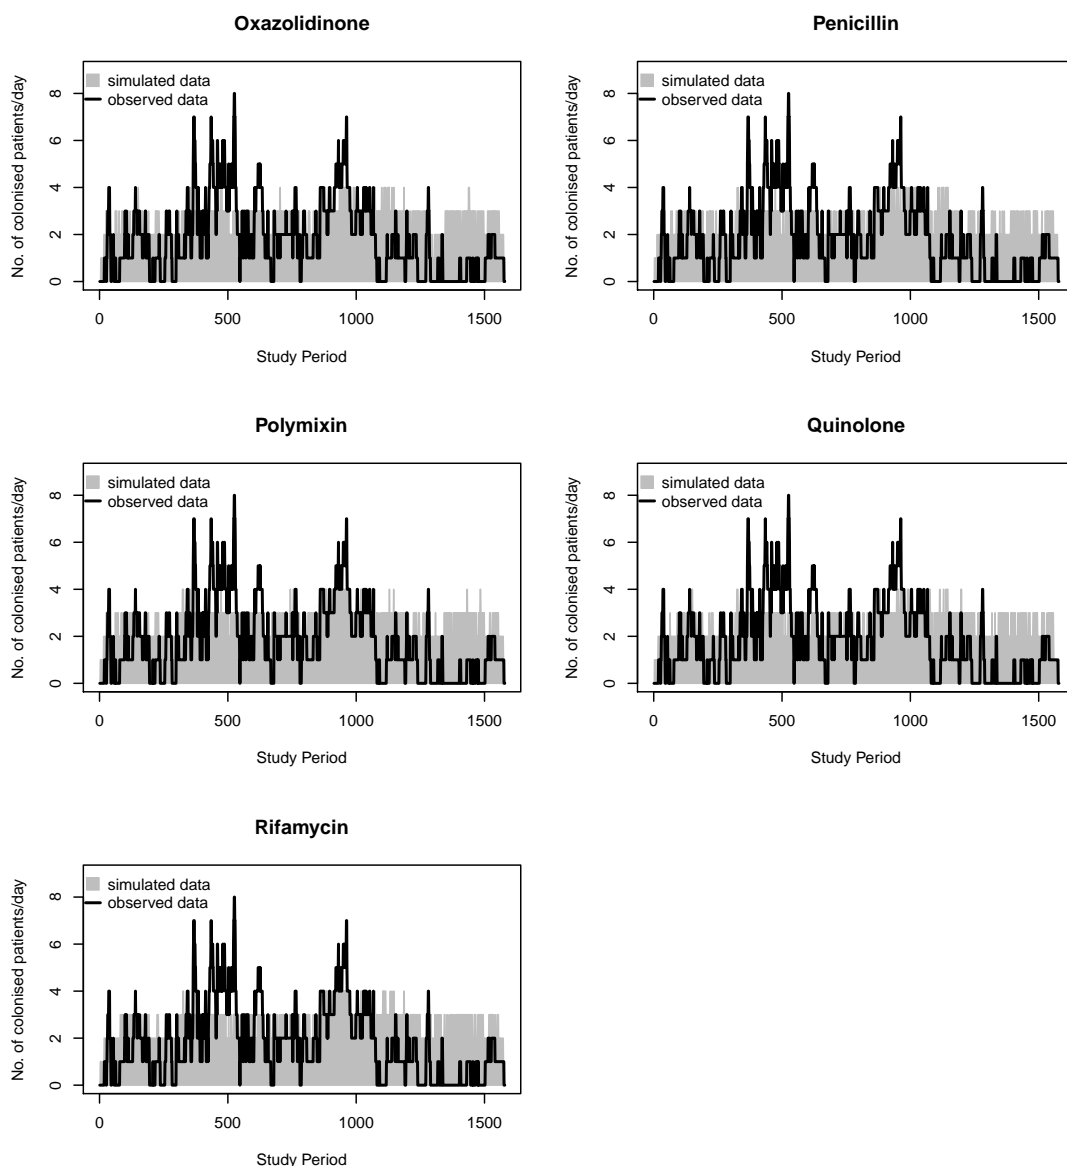 Oxazolidinone
No. of colonised patients/day
8
6
4
2
0
simulated data
observed data
0 500 1000 1500
Study Period
Penicillin
No. of colonised patients/day
8
6
4
2
0
simulated data
observed data
0 500 1000 1500
Study Period
Polymixin
No. of colonised patients/day
8
6
4
2
0
simulated data
observed data
0 500 1000 1500
Study Period
Quinolone
No. of colonised patients/day
8
6
4
2
0
simulated data
observed data
0 500 1000 1500
Study Period
Rifamycin
No. of colonised patients/day
8
6
4
2
0
simulated data
observed data
0 500 1000 1500
Study Period